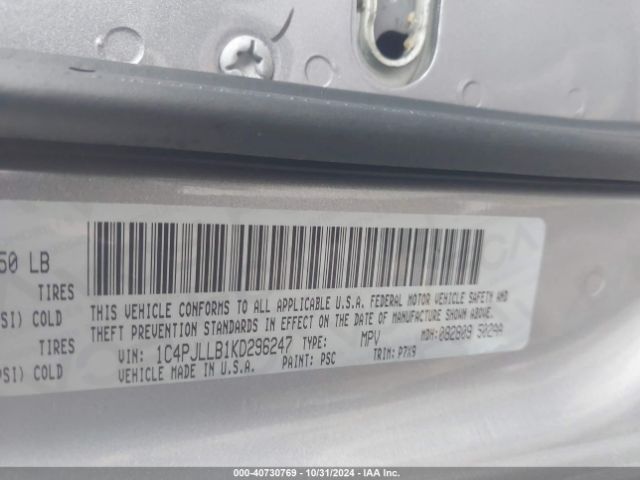 50 LB
TIRES
SI) COLD
THIS VEHICLE CONFORMS TO ALL APPLICABLE U.S.A. FEDERAL MOTOR VEHICLE SAFETY AND
TIRES
THEFT PREVENTION STANDARDS IN EFFECT ON THE DATE OF MANUFACTURE SHOWN ABOVE.
PSI) COLD
VIN: 1C4PJLLB1KD296247 TYPE: MPV MDH: 082809 502AA
VEHICLE MADE IN U.S.A. PAINT: PSC TRIM: P7X9
000-40730769 - 10/31/2024 - IAA Inc.